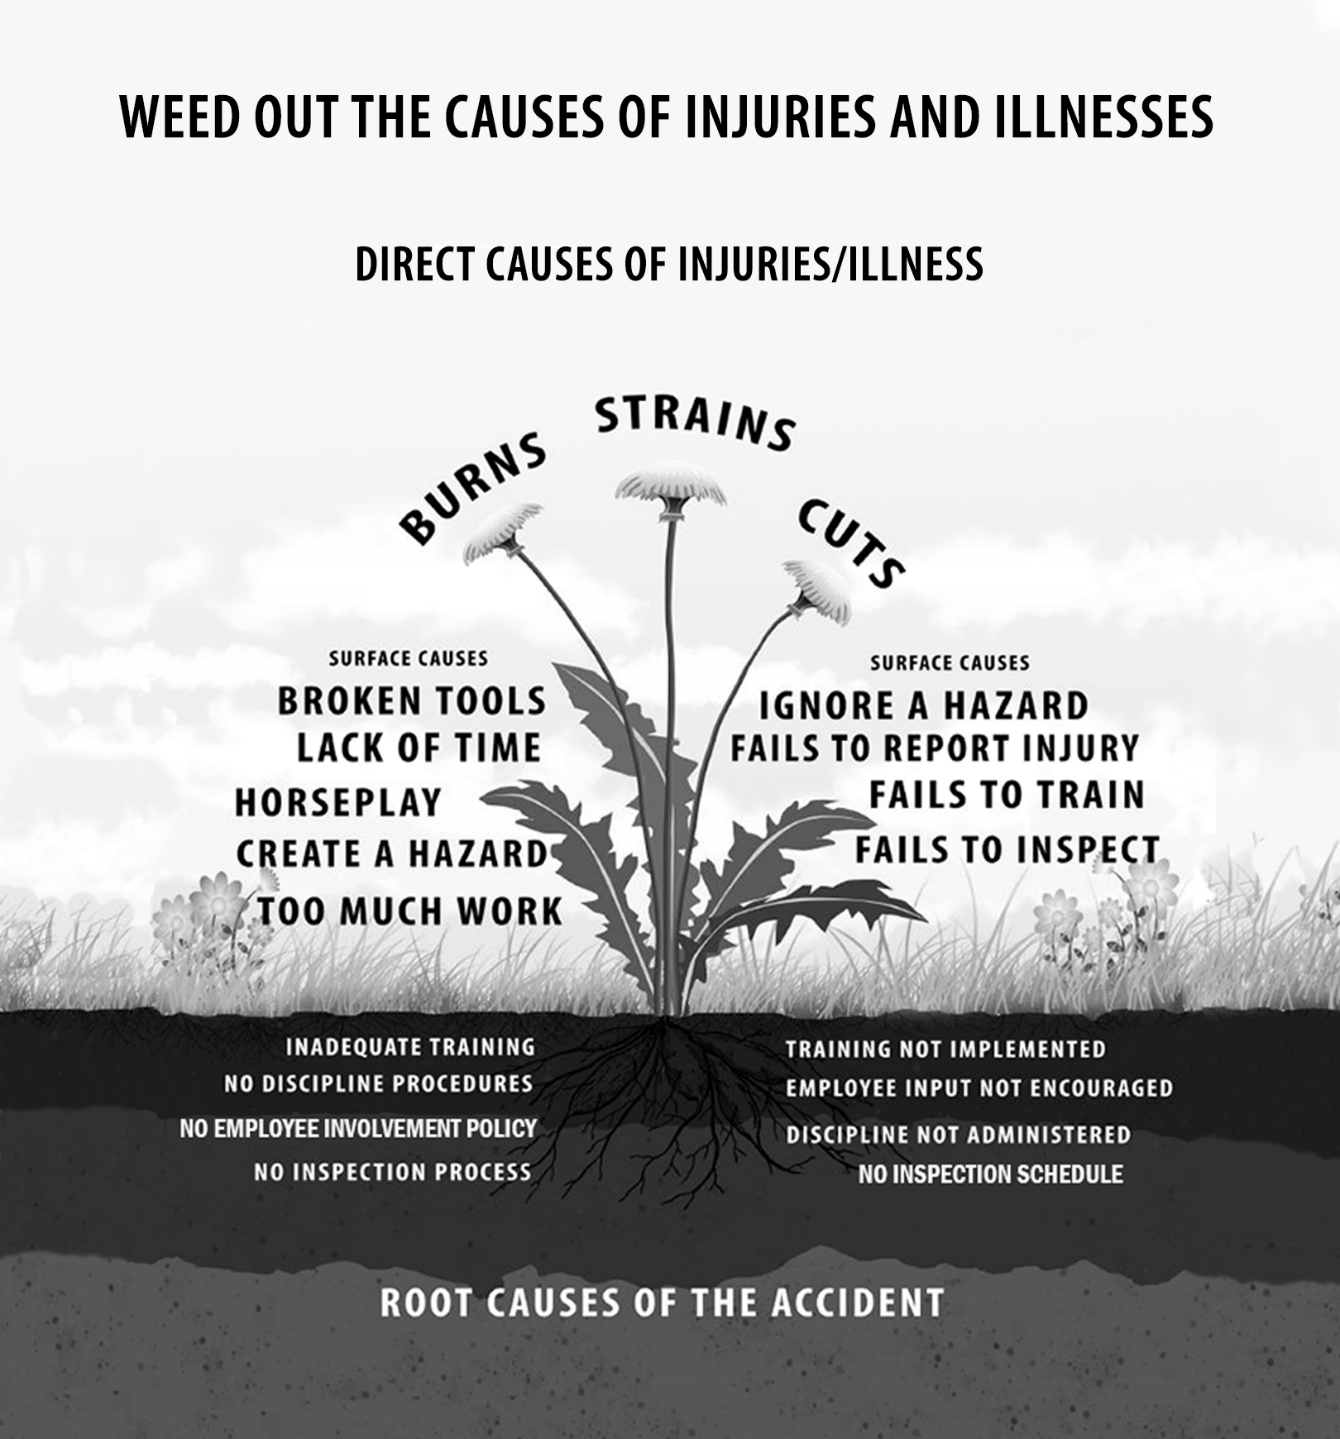 WEED OUT THE CAUSES OF INJURIES AND ILLNESSES
DIRECT CAUSES OF INJURIES/ILLNESS
BURNS
STRAINS
CUTS
SURFACE CAUSES
BROKEN TOOLS
LACK OF TIME
HORSEPLAY
CREATE A HAZARD
TOO MUCH WORK
SURFACE CAUSES
IGNORE A HAZARD
FAILS TO REPORT INJURY
FAILS TO TRAIN
FAILS TO INSPECT
INADEQUATE TRAINING
NO DISCIPLINE PROCEDURES
NO EMPLOYEE INVOLVEMENT POLICY
NO INSPECTION PROCESS
TRAINING NOT IMPLEMENTED
EMPLOYEE INPUT NOT ENCOURAGED
DISCIPLINE NOT ADMINISTERED
NO INSPECTION SCHEDULE
ROOT CAUSES OF THE ACCIDENT